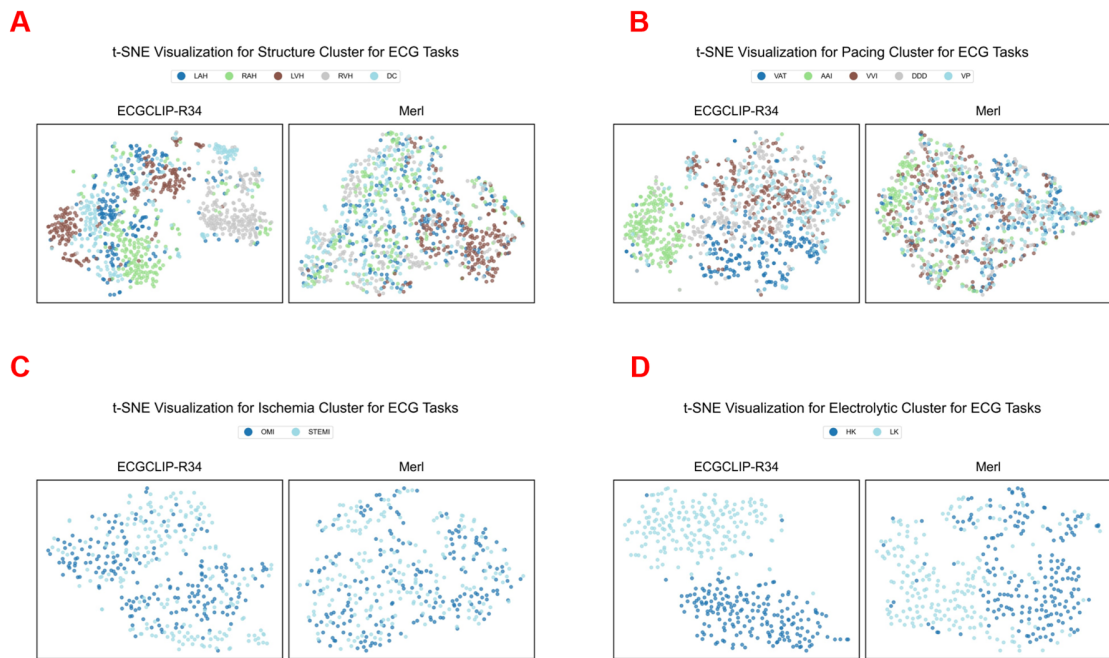 A
t-SNE Visualization for Structure Cluster for ECG Tasks
LAH RAH LVH RVH DC
ECGCLIP-R34 Merl
B
t-SNE Visualization for Pacing Cluster for ECG Tasks
VAT AAI VVI DDD VP
ECGCLIP-R34 Merl
C
t-SNE Visualization for Ischemia Cluster for ECG Tasks
OMI STEMI
ECGCLIP-R34 Merl
D
t-SNE Visualization for Electrolytic Cluster for ECG Tasks
HK LK
ECGCLIP-R34 Merl